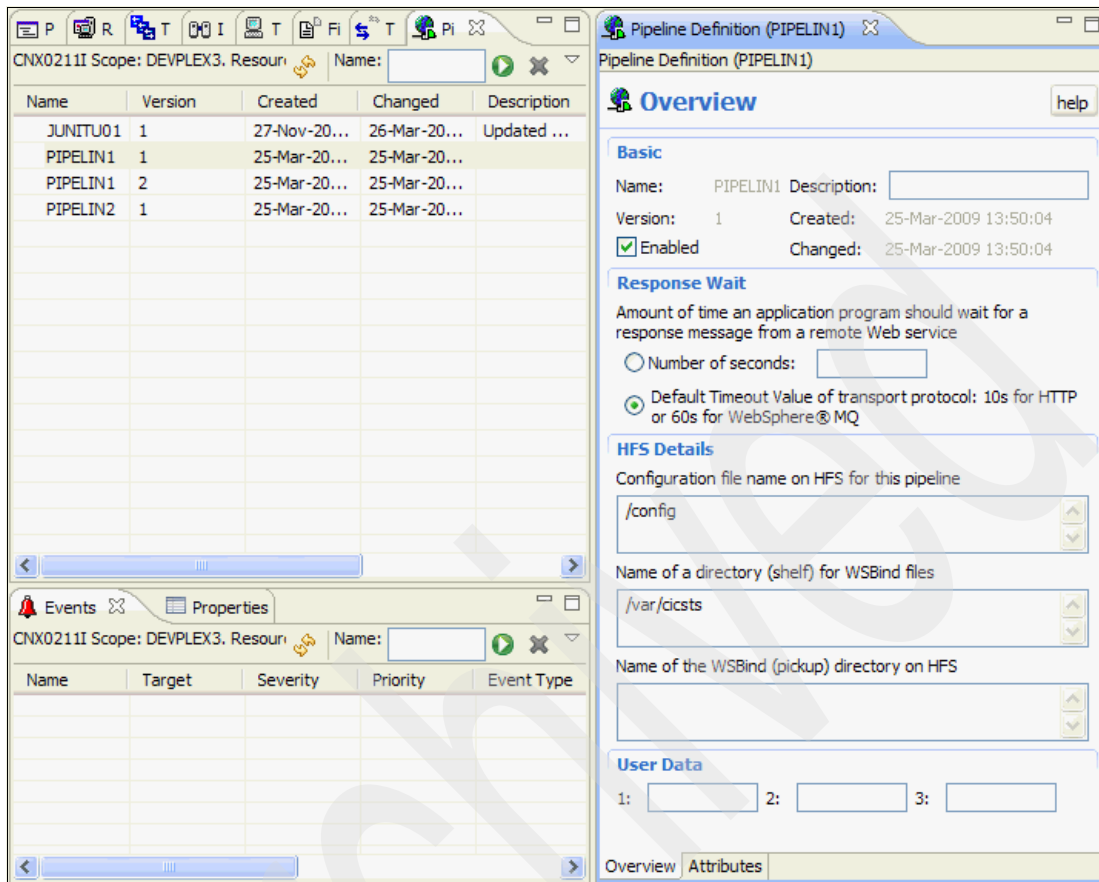 P R T I T Fi T Pi
CNX0211I Scope: DEVPLEX3. Resour Name:
Name Version Created Changed Description
JUNITU01 1 27-Nov-20... 26-Mar-20... Updated ...
PIPELIN1 1 25-Mar-20... 25-Mar-20...
PIPELIN1 2 25-Mar-20... 25-Mar-20...
PIPELIN2 1 25-Mar-20... 25-Mar-20...
Events Properties
CNX0211I Scope: DEVPLEX3. Resour Name:
Name Target Severity Priority Event Type
Pipeline Definition (PIPELIN1)
Pipeline Definition (PIPELIN1)
Overview help
Basic
Name: PIPELIN1 Description:
Version: 1 Created: 25-Mar-2009 13:50:04
Enabled Changed: 25-Mar-2009 13:50:04
Response Wait
Amount of time an application program should wait for a
response message from a remote Web service
Number of seconds:
Default Timeout Value of transport protocol: 10s for HTTP
or 60s for WebSphere® MQ
HFS Details
Configuration file name on HFS for this pipeline
/config
Name of a directory (shelf) for WSBind files
/var/cicsts
Name of the WSBind (pickup) directory on HFS
User Data
1: 2: 3:
Overview Attributes